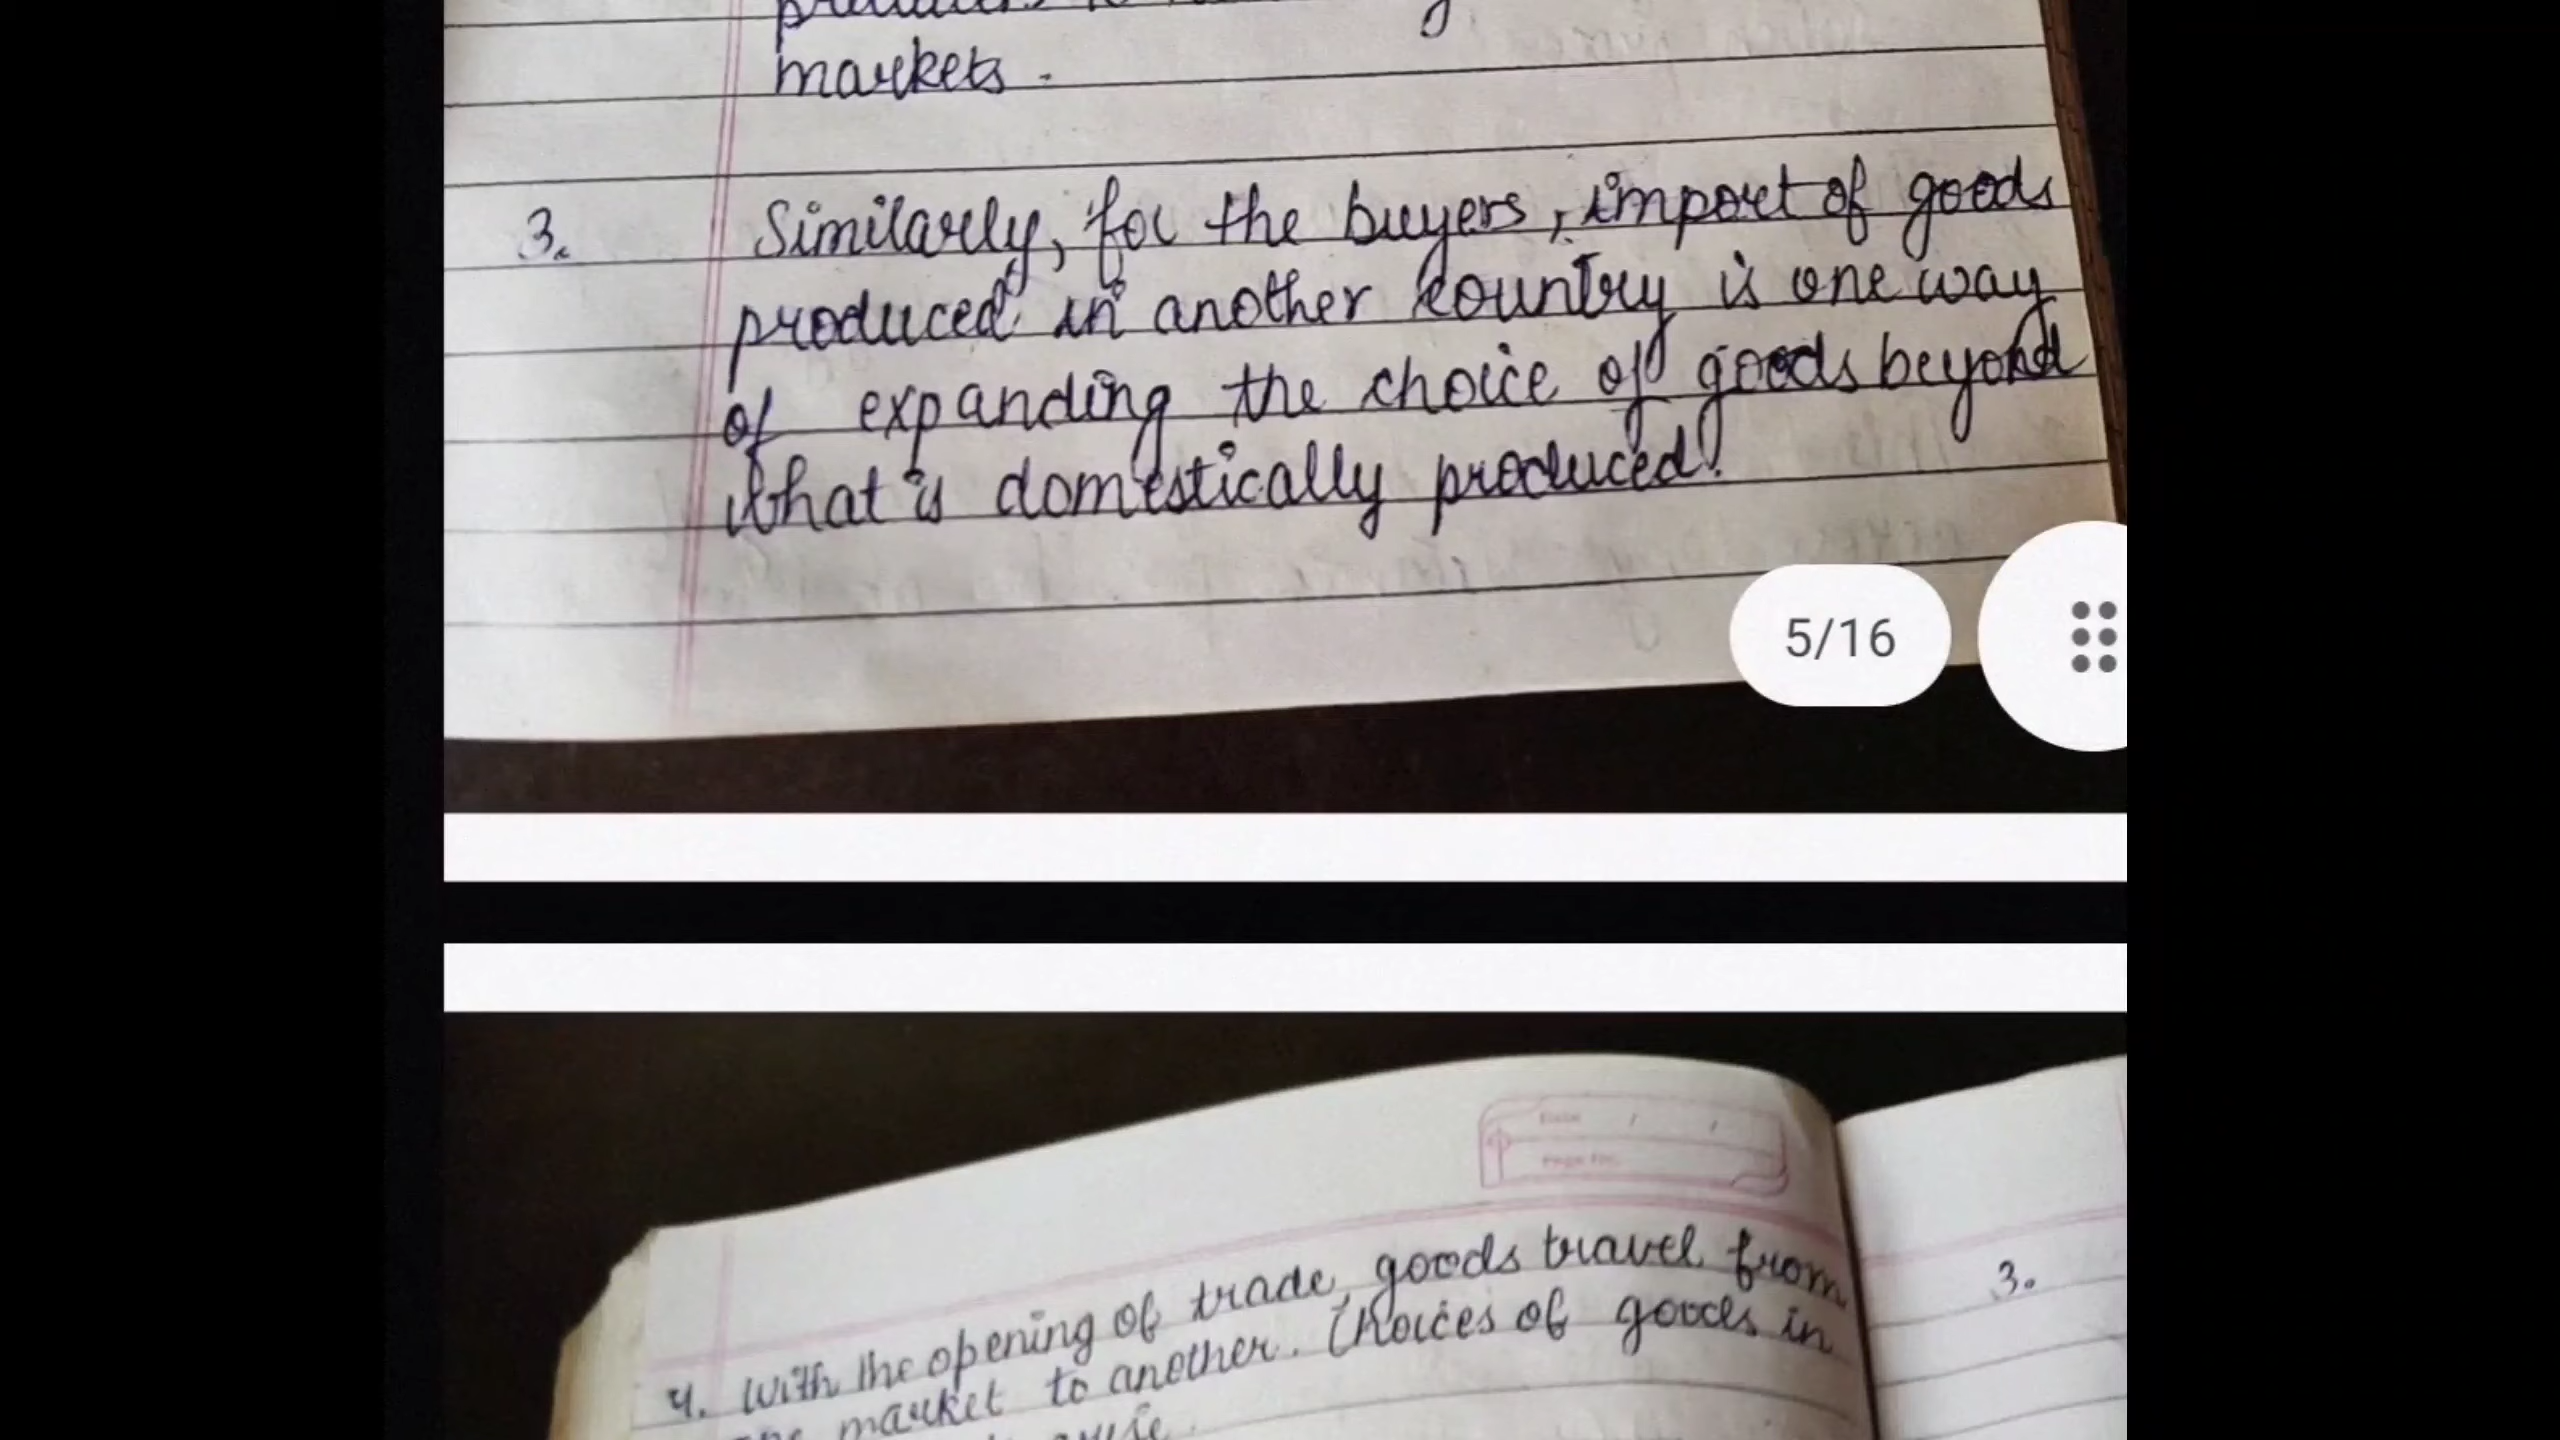 markets.
3. Similarly, for the buyers, import of goods
produced in another country is one way
of expanding the choice of goods beyond
what is domestically produced.
5/16
4. With the opening of trade, goods travel from
market to another. Choices of goods in
3.